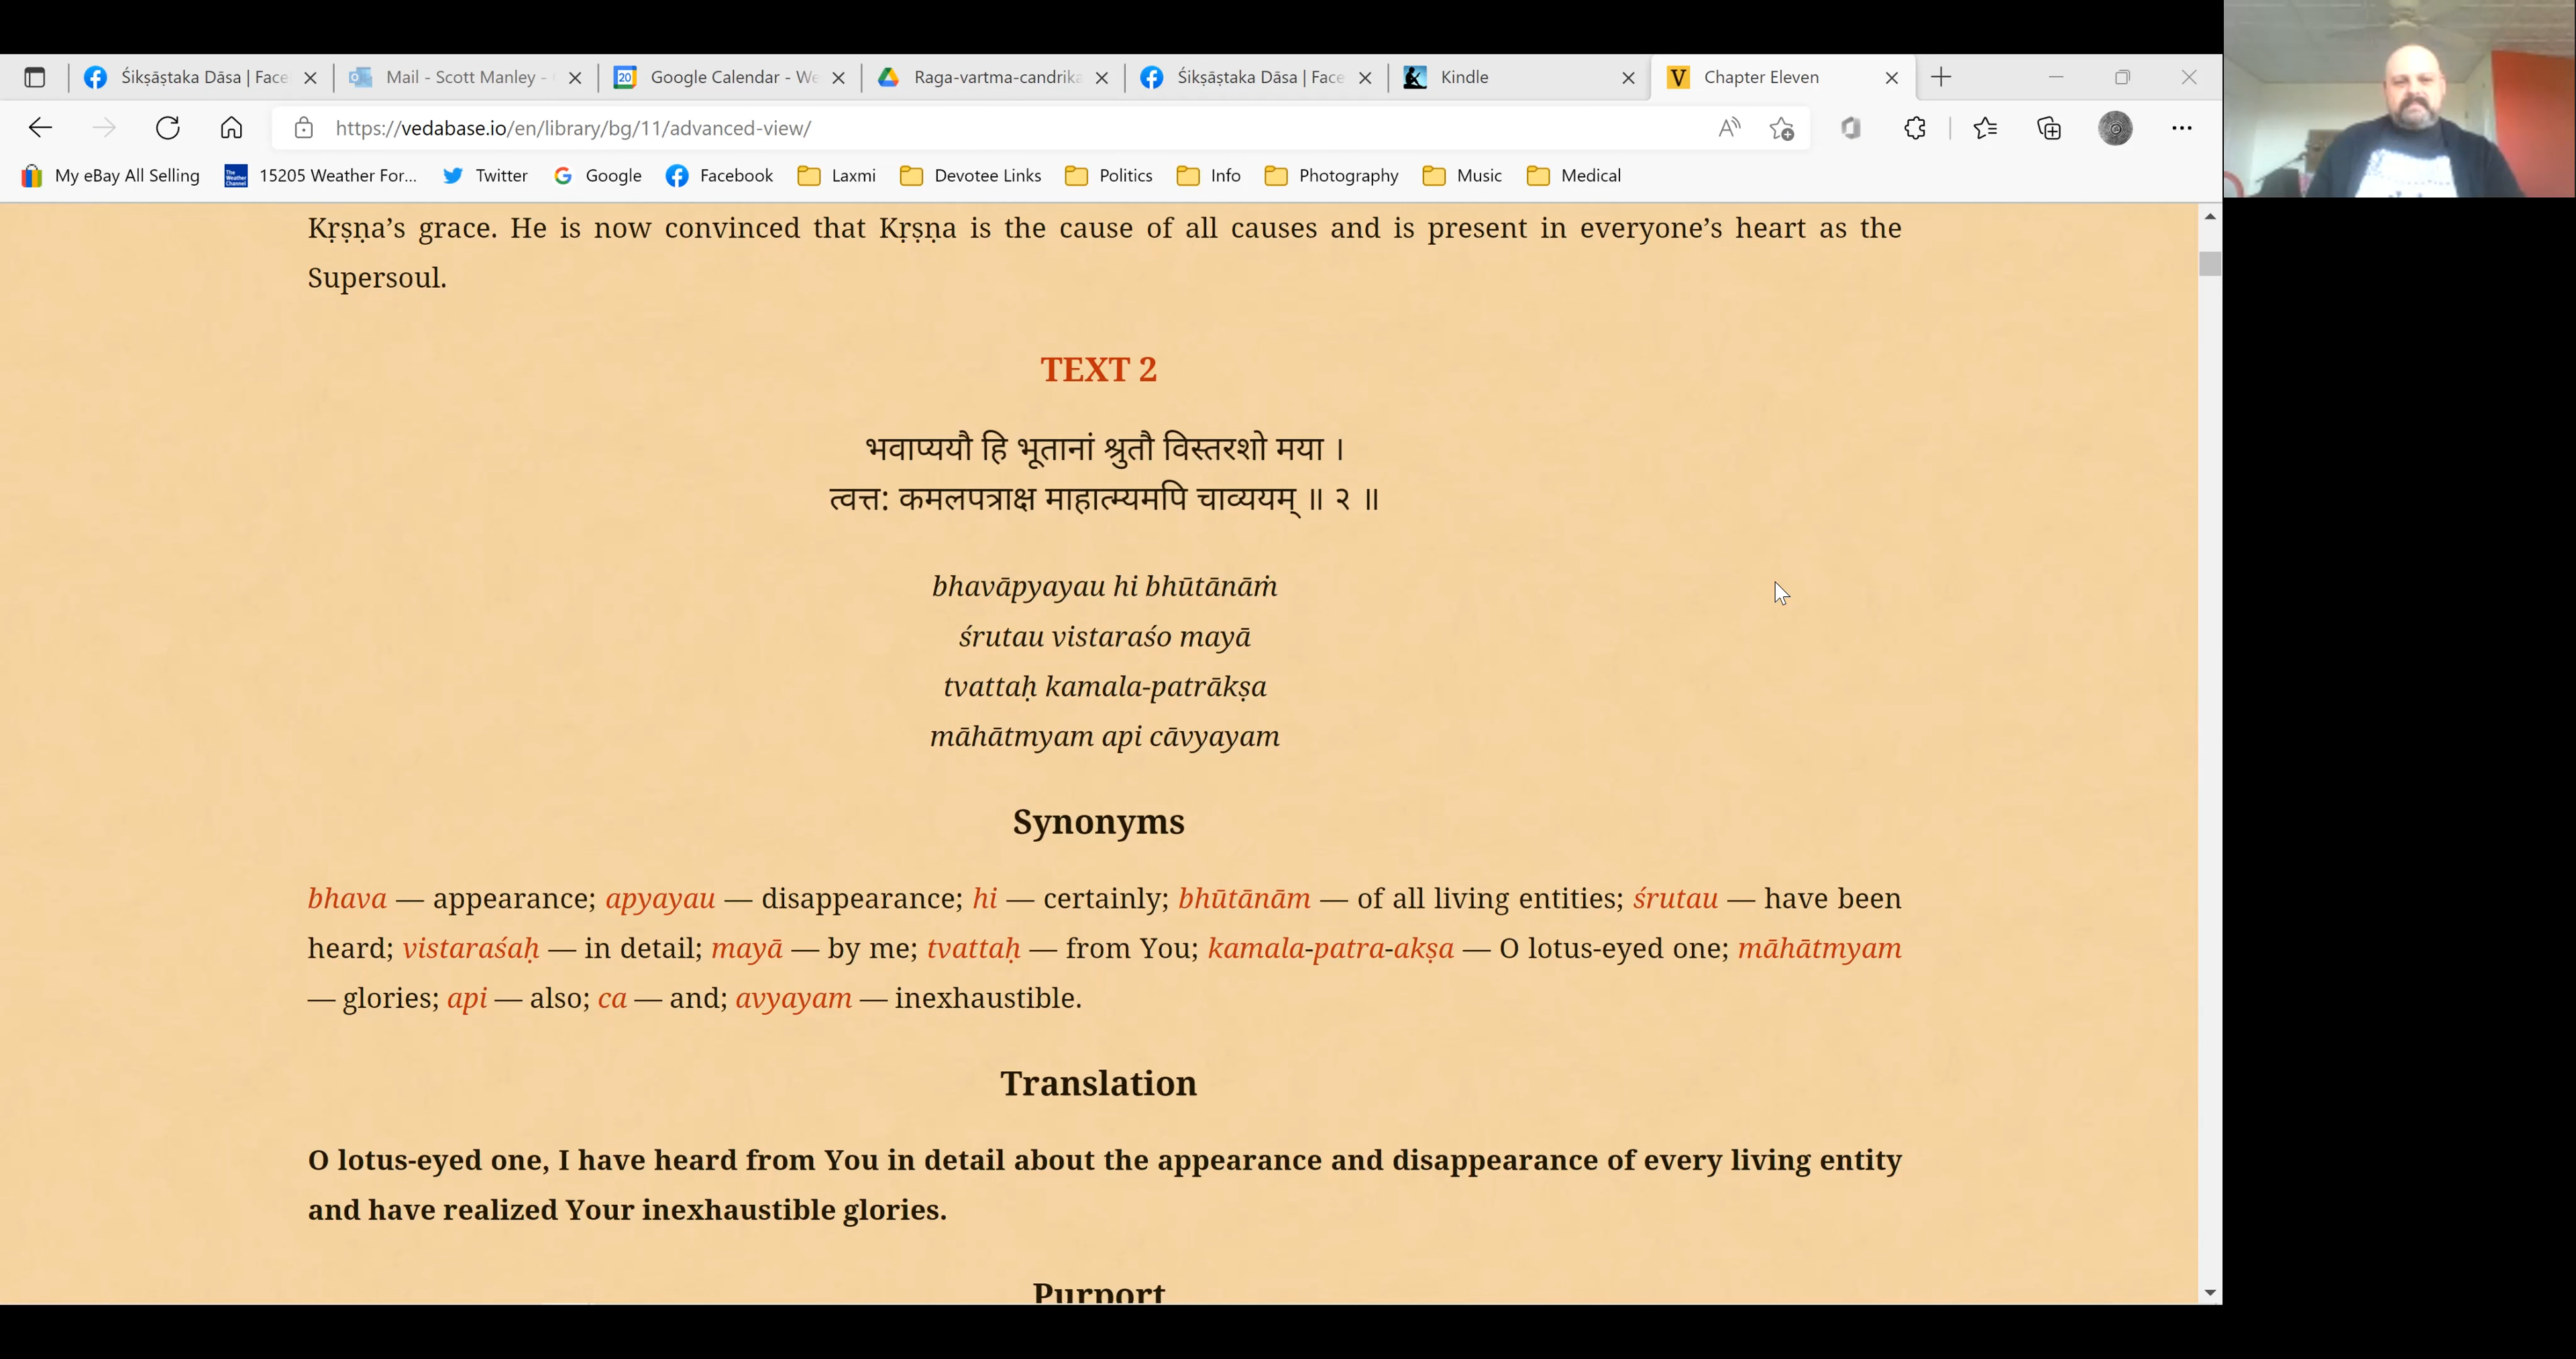 Śikṣāṣṭaka Dāsa | Face
Mail - Scott Manley -
20
Google Calendar - We
Raga-vartma-candrika
Śikṣāṣṭaka Dāsa | Face
Kindle
V
Chapter Eleven
https://vedabase.io/en/library/bg/11/advanced-view/
My eBay All Selling
15205 Weather For...
Twitter
Google
Facebook
Laxmi
Devotee Links
Politics
Info
Photography
Music
Medical
Kṛṣṇa’s grace. He is now convinced that Kṛṣṇa is the cause of all causes and is present in everyone’s heart as the
Supersoul.
TEXT 2
भवाप्ययौ हि भूतानां श्रुतौ विस्तरशो मया ।
त्वत्त: कमलपत्राक्ष माहात्म्यमपि चाव्ययम् ॥ २ ॥
bhavāpyayau hi bhūtānāṁ
śrutau vistaraśo mayā
tvattaḥ kamala-patrākṣa
māhātmyam api cāvyayam
Synonyms
bhava — appearance; apyayau — disappearance; hi — certainly; bhūtānām — of all living entities; śrutau — have been
heard; vistaraśaḥ — in detail; mayā — by me; tvattaḥ — from You; kamala-patra-akṣa — O lotus-eyed one; māhātmyam
— glories; api — also; ca — and; avyayam — inexhaustible.
Translation
O lotus-eyed one, I have heard from You in detail about the appearance and disappearance of every living entity
and have realized Your inexhaustible glories.
Purport